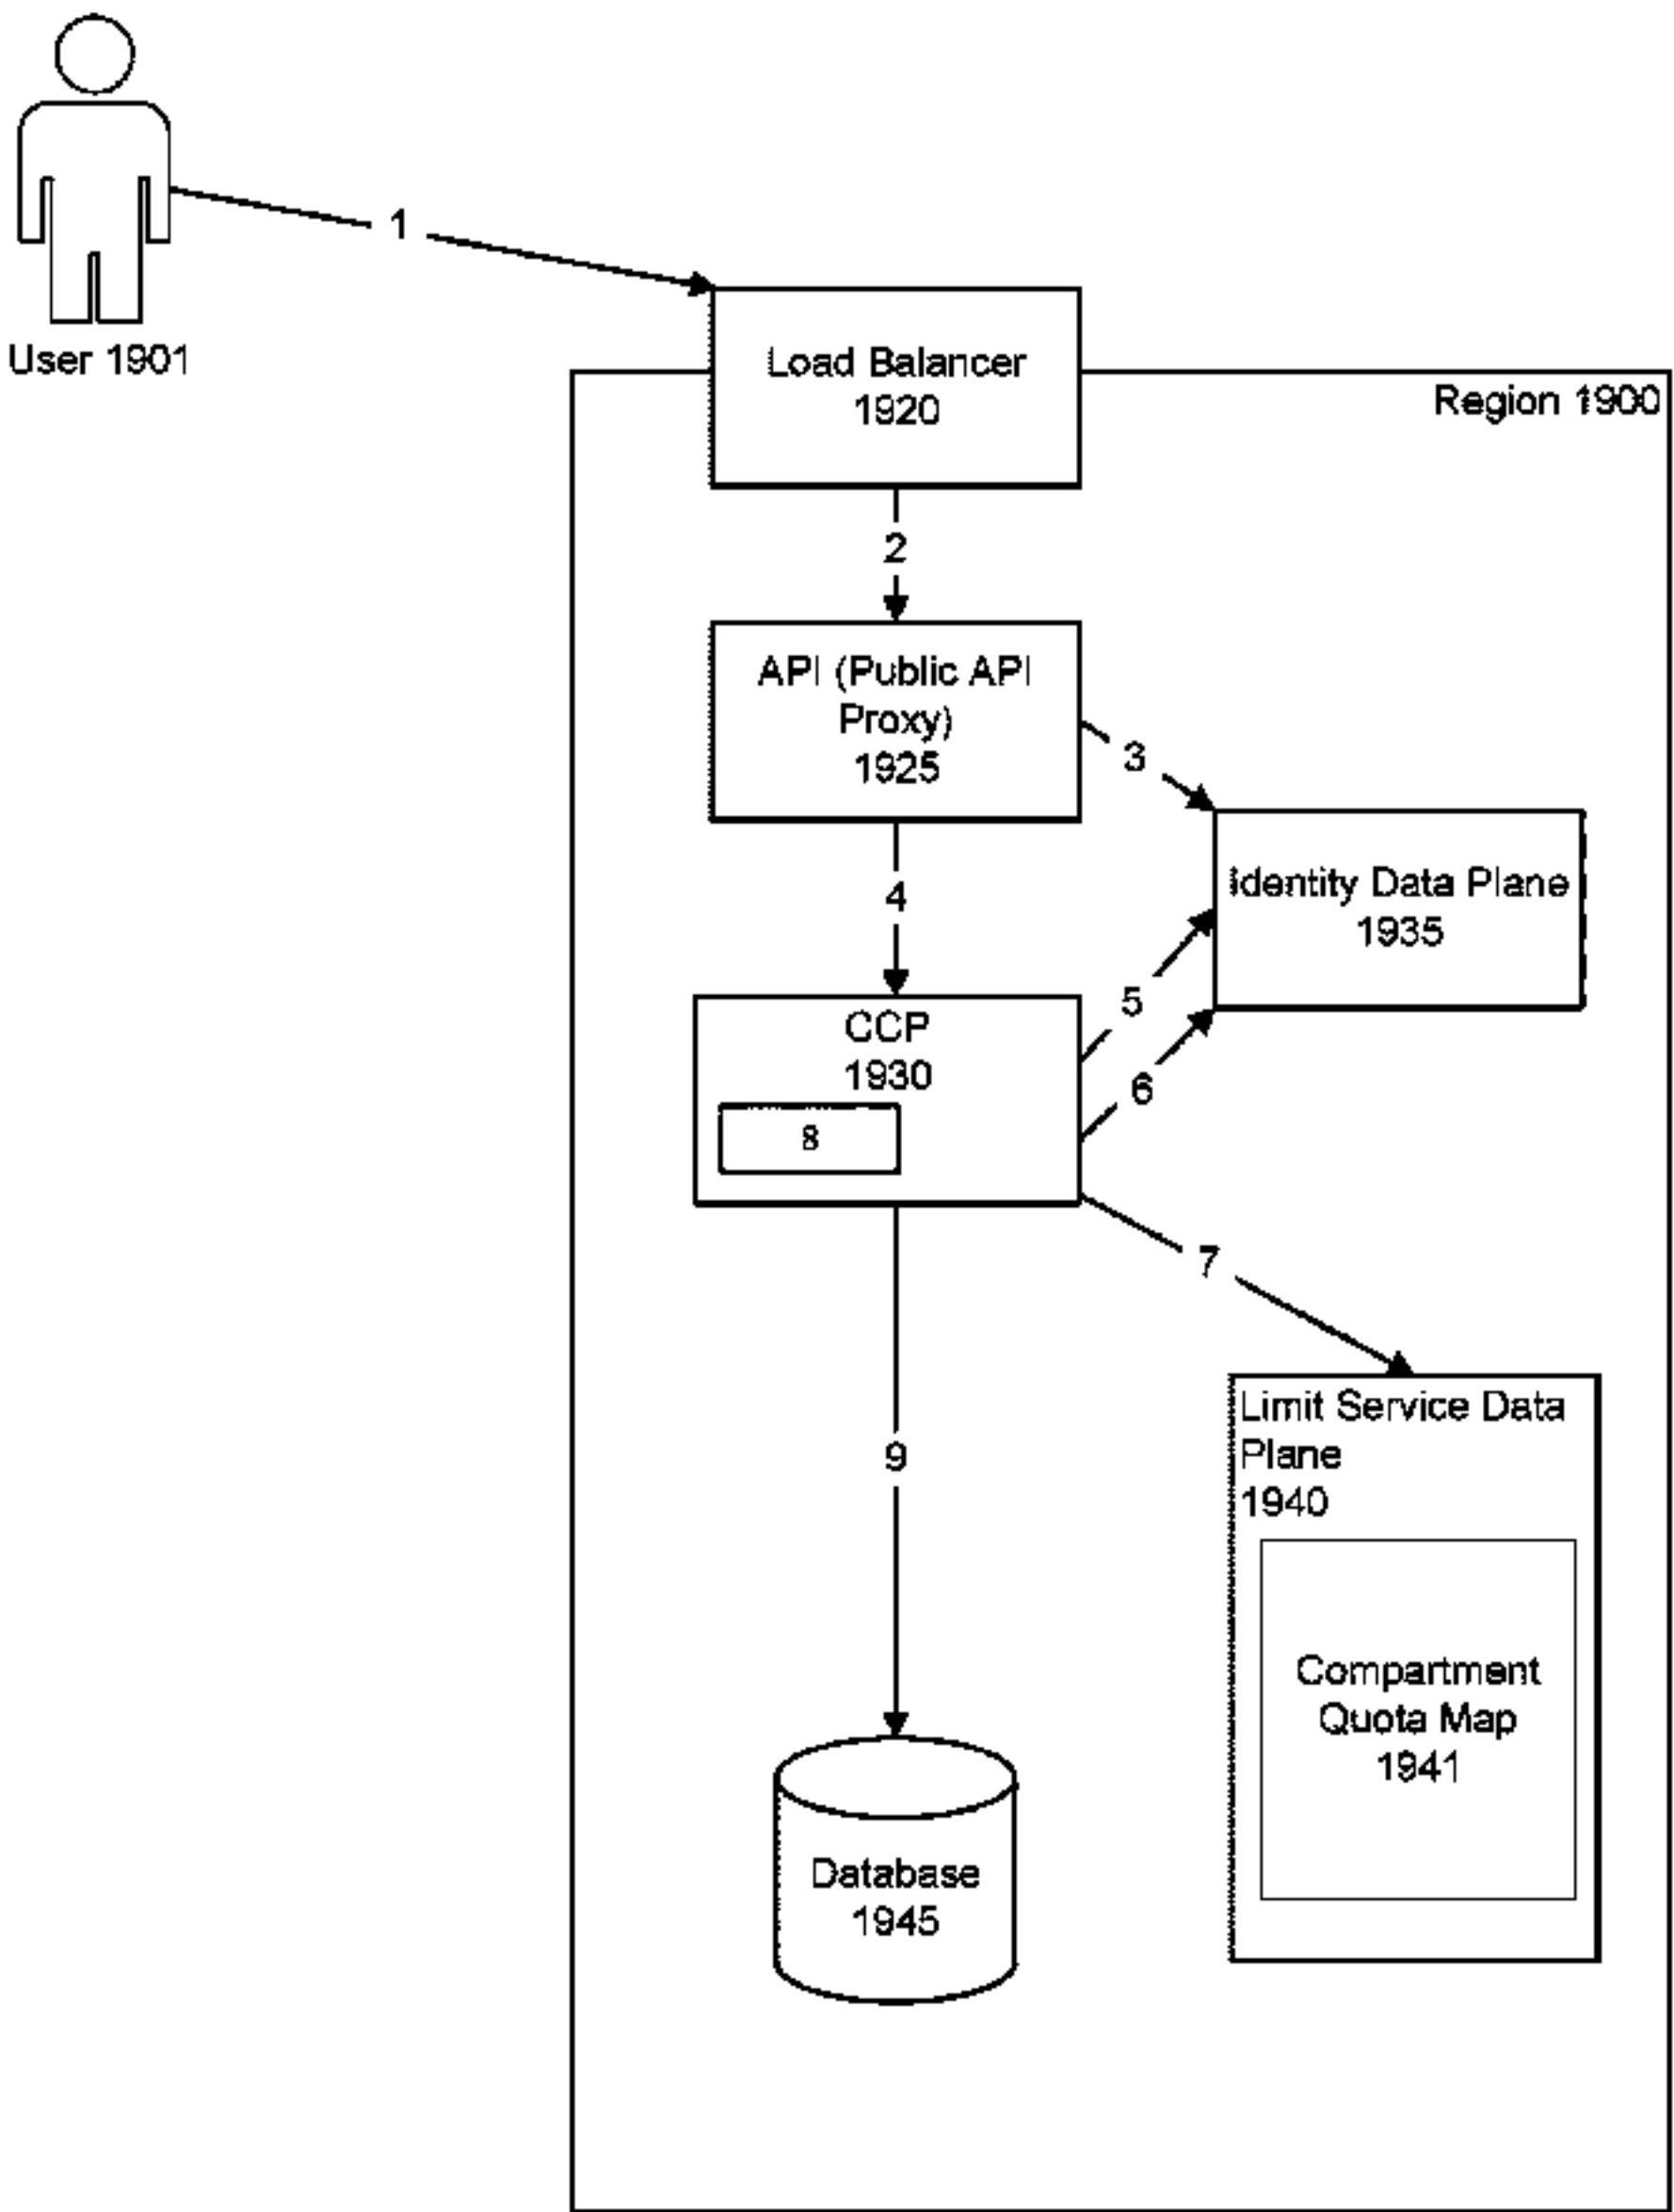 User 1901
1
Load Balancer
1920
Region 1900
2
API (Public API
Proxy)
1925
3
4
Identity Data Plane
1935
5
CCP
1930
6
8
7
Limit Service Data
Plane
1940
9
Compartment
Quota Map
1941
Database
1945